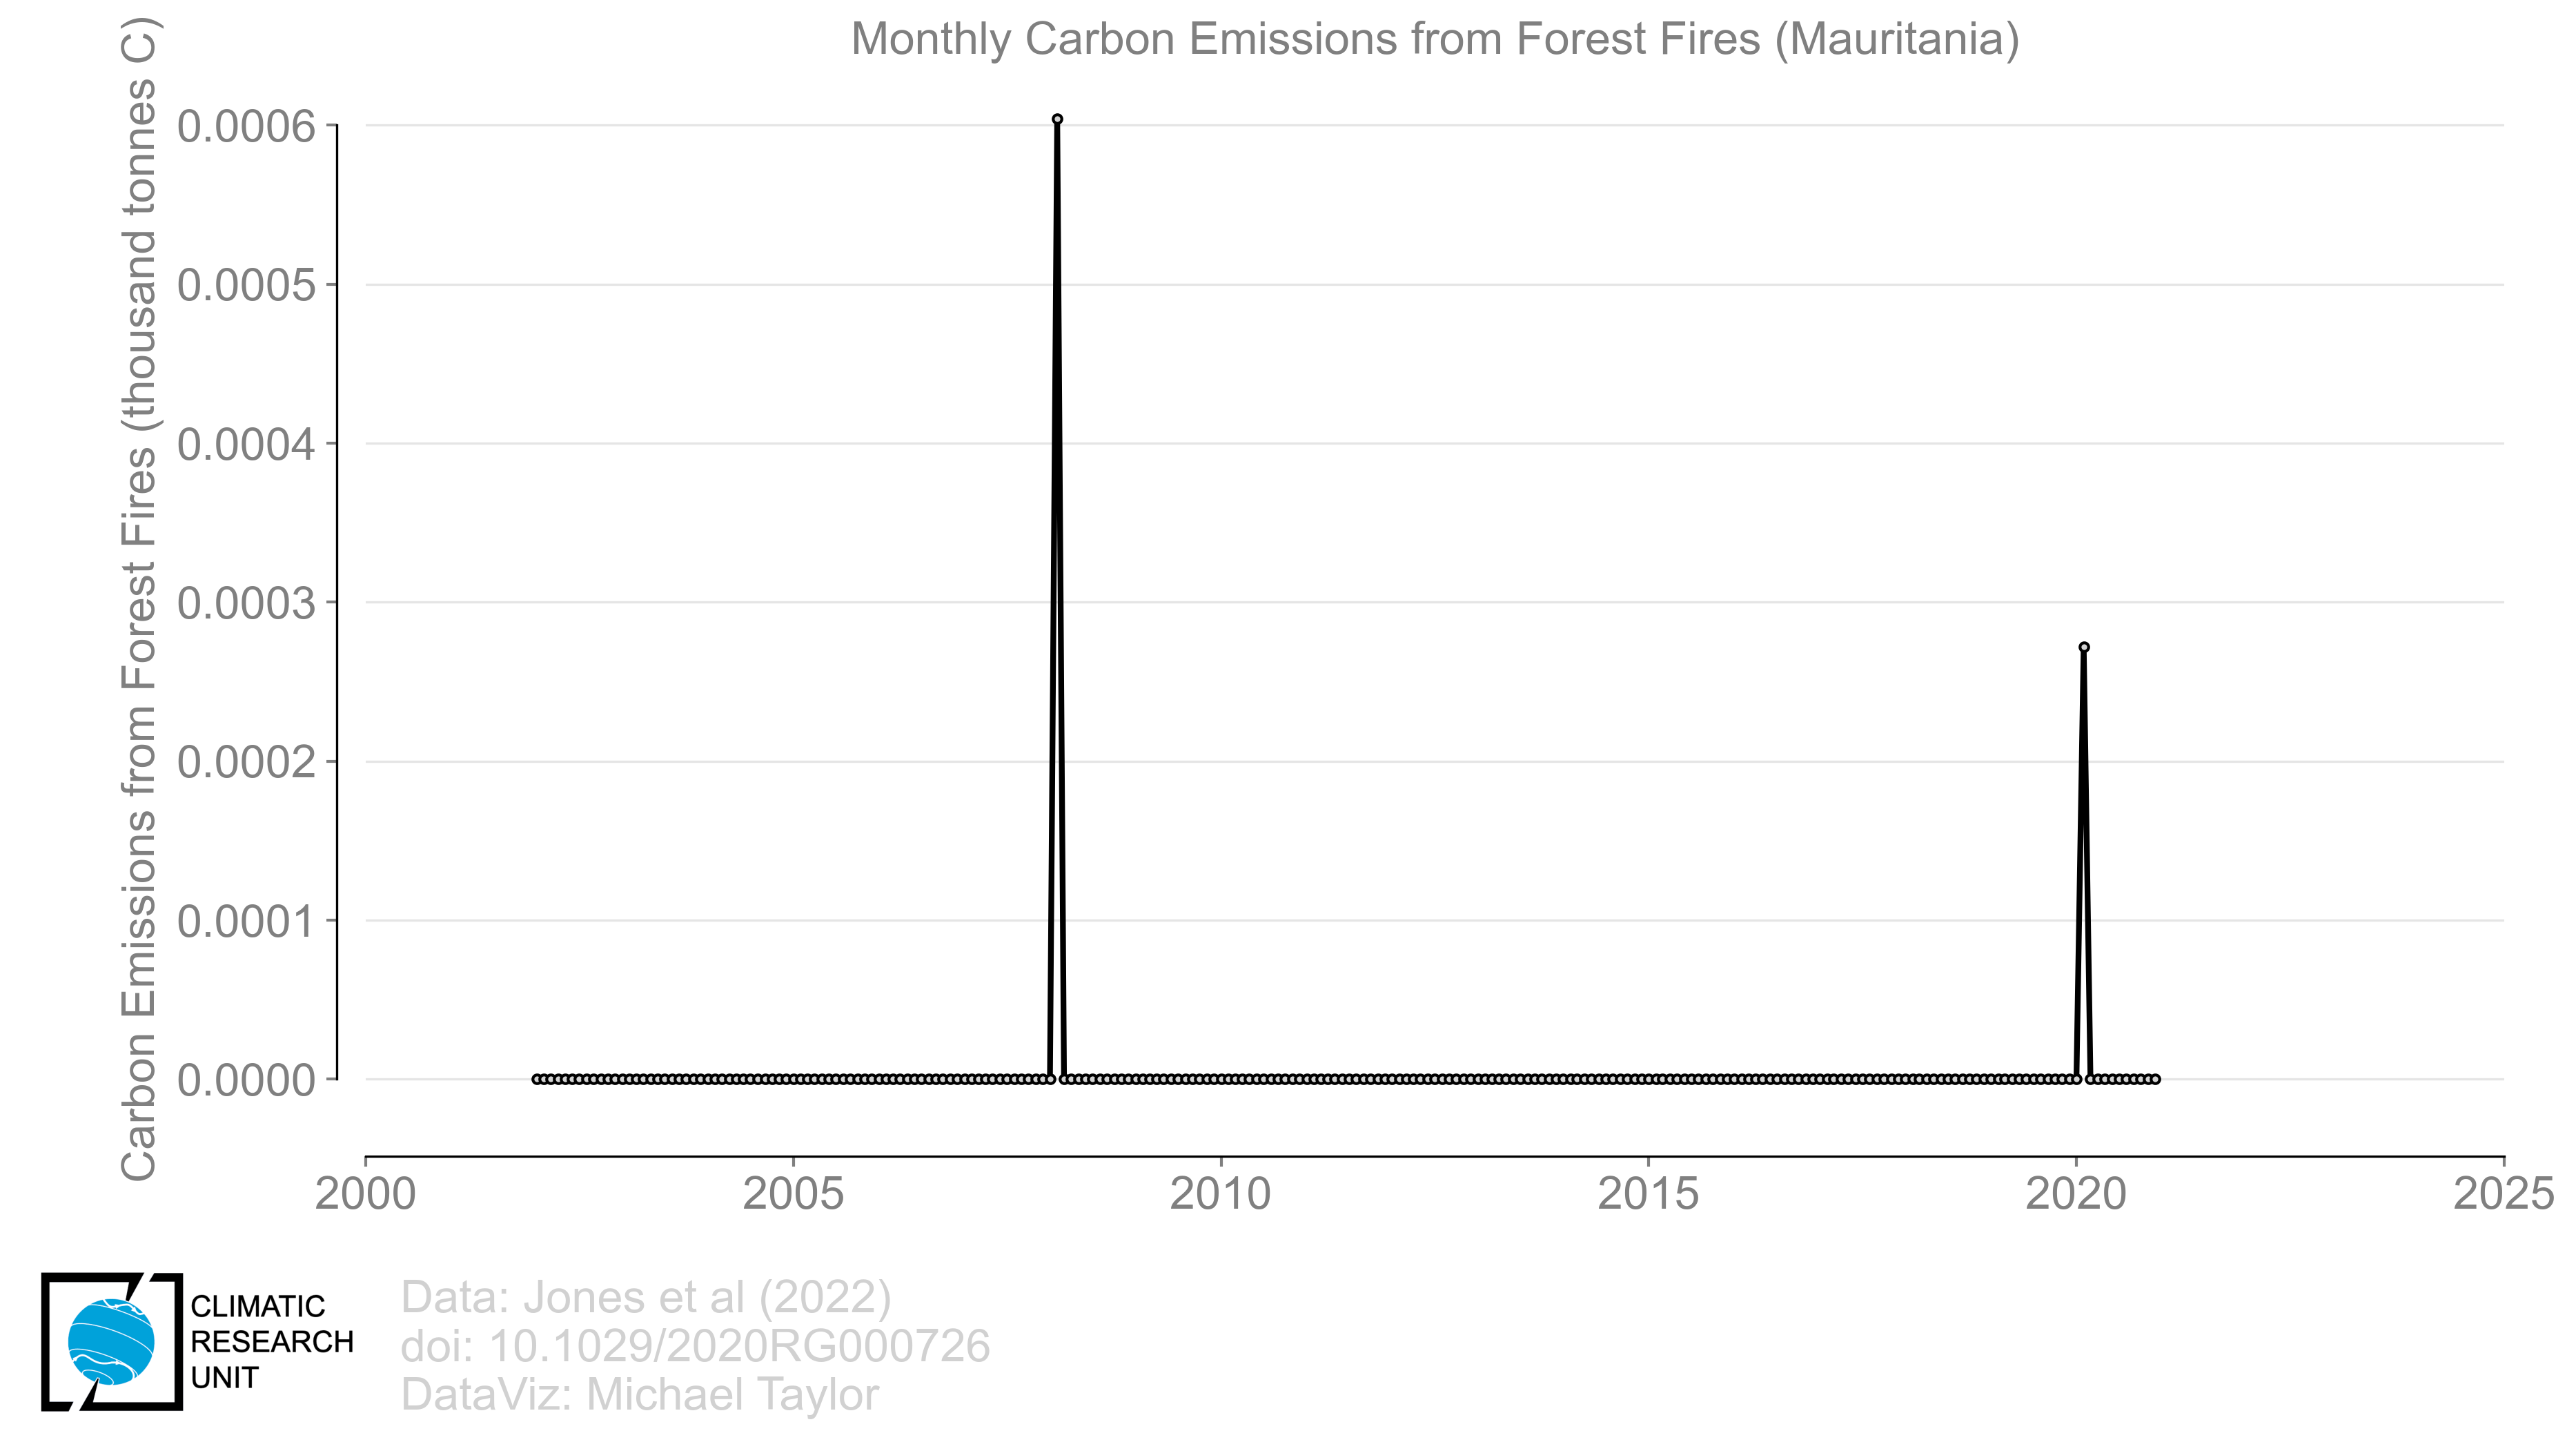 Monthly Carbon Emissions from Forest Fires (Mauritania)
Carbon Emissions from Forest Fires (thousand tonnes C)
0.0006
0.0005
0.0004
0.0003
0.0002
0.0001
0.0000
2000
2005
2010
2015
2020
2025
CLIMATIC
RESEARCH
UNIT
Data: Jones et al (2022)
doi: 10.1029/2020RG000726
DataViz: Michael Taylor